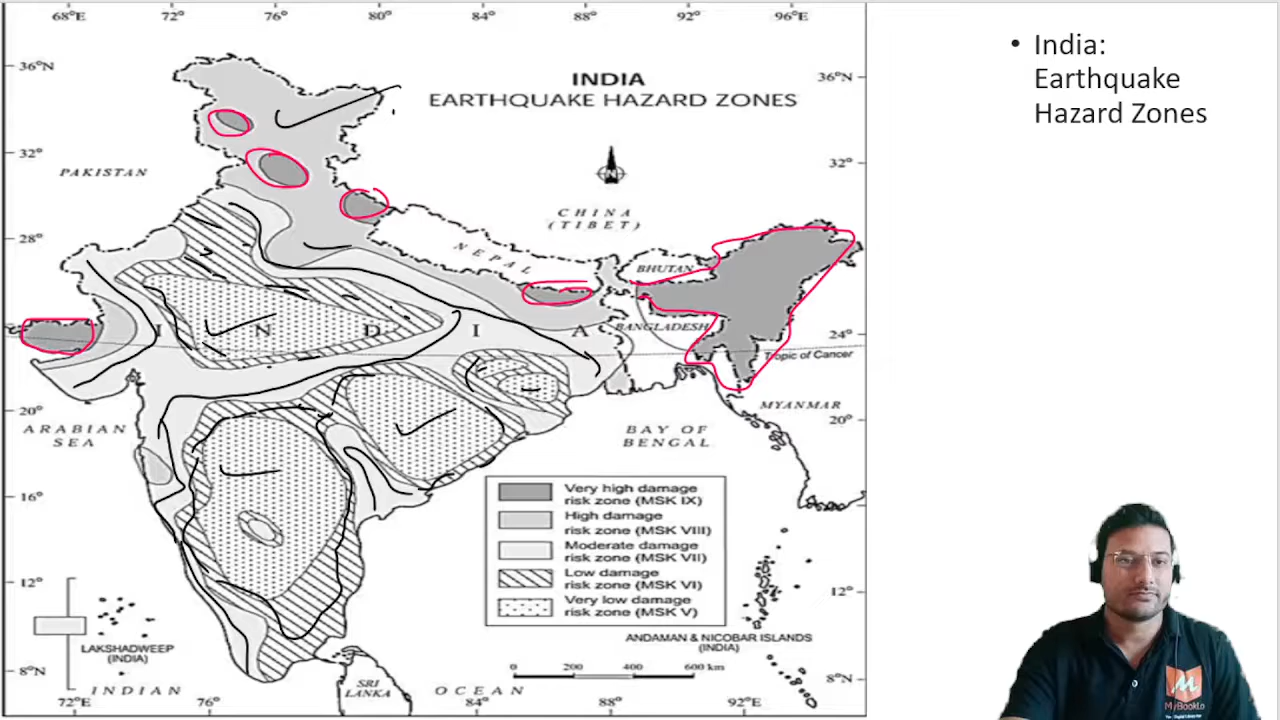 68°E 72° 76° 80° 84° 88° 92° 96°E
36°N 36°N
INDIA
EARTHQUAKE HAZARD ZONES
32° 32°
PAKISTAN
N
CHINA
(TIBET)
28° 28°
NEPAL
BHUTAN
I N D I A
BANGLADESH
24° 24°
Tropic of Cancer
MYANMAR
20° 20°
ARABIAN
SEA
BAY OF
BENGAL
16° 16°
Very high damage
risk zone (MSK IX)
High damage
risk zone (MSK VIII)
Moderate damage
risk zone (MSK VII)
Low damage
risk zone (MSK VI)
Very low damage
risk zone (MSK V)
12° 12°
LAKSHADWEEP
(INDIA)
ANDAMAN & NICOBAR ISLANDS
(INDIA)
0 200 400 600 km
8°N 8°N
SRI
LANKA
INDIAN OCEAN
72°E 76° 80° 84° 88° 92°E
• India:
Earthquake
Hazard Zones
M
MyBookLo